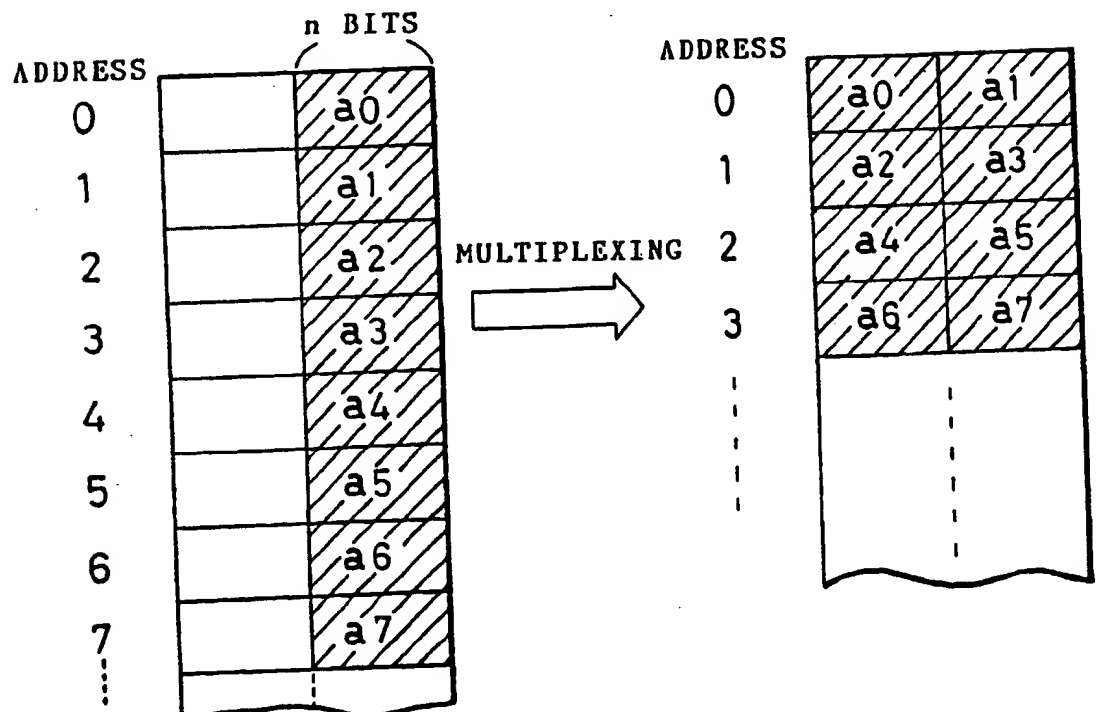 n BITS
ADDRESS
0 a0
1 a1
2 a2
3 a3
4 a4
5 a5
6 a6
7 a7
MULTIPLEXING
ADDRESS
0 a0 a1
1 a2 a3
2 a4 a5
3 a6 a7